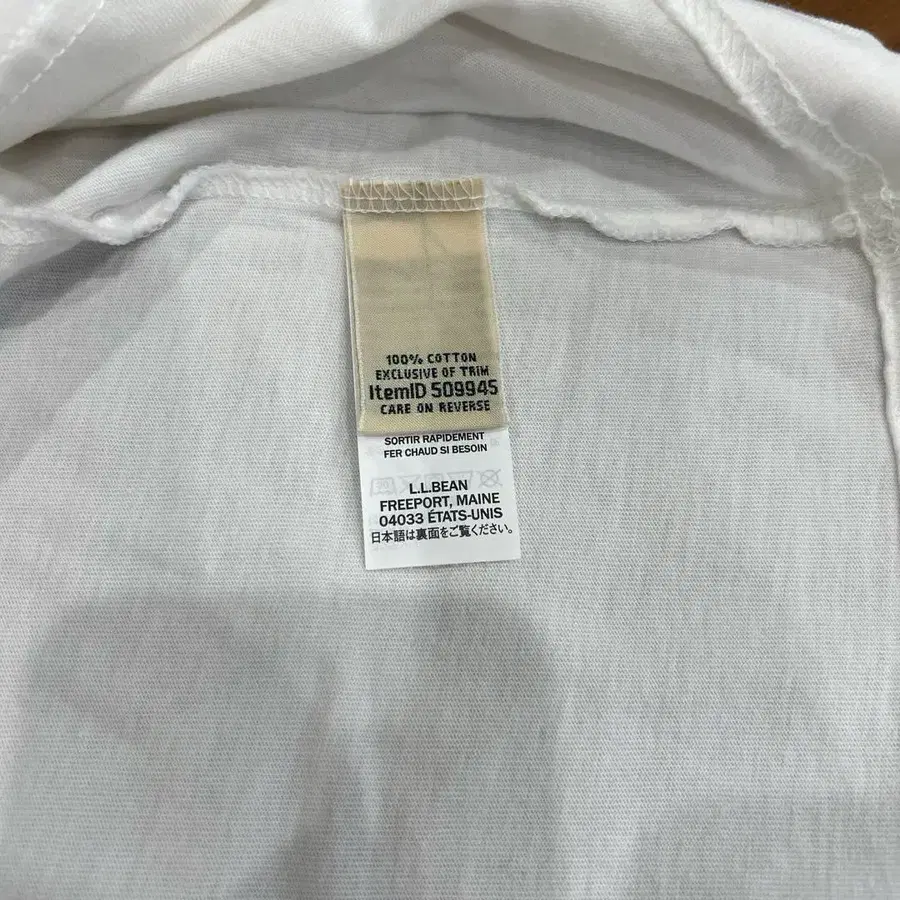 100% COTTON
EXCLUSIVE OF TRIM
ItemID 509945
CARE ON REVERSE
SORTIR RAPIDEMENT
FER CHAUD SI BESOIN
L.L.BEAN
FREEPORT, MAINE
04033 ÉTATS-UNIS
日本語は裏面をご覧ください。